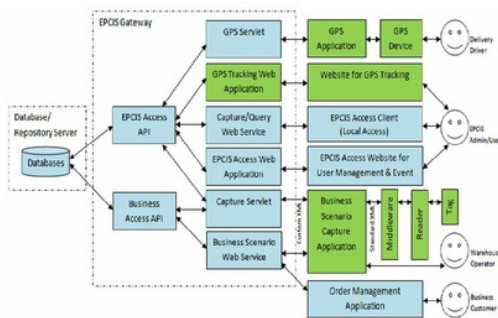 EPCIS Gateway
GPS Servlet
GPS
Application
GPS
Device
Delivery
Driver
GPS Tracking Web
Application
Website for GPS Tracking
Database/
Repository Server
Databases
EPCIS Access
API
Capture/Query
Web Service
EPCIS Access Client
(Local Access)
EPCIS
Admin/Use
EPCIS Access Web
Application
EPCIS Access Website for
User Management & Event
Business
Access API
Capture Servlet
Custom XML
Business
Scenario
Capture
Application
Standard XML
Middleware
Reader
Tag
Business Scenario
Web Service
Warehous
Operator
Order Management
Application
Business
Customer